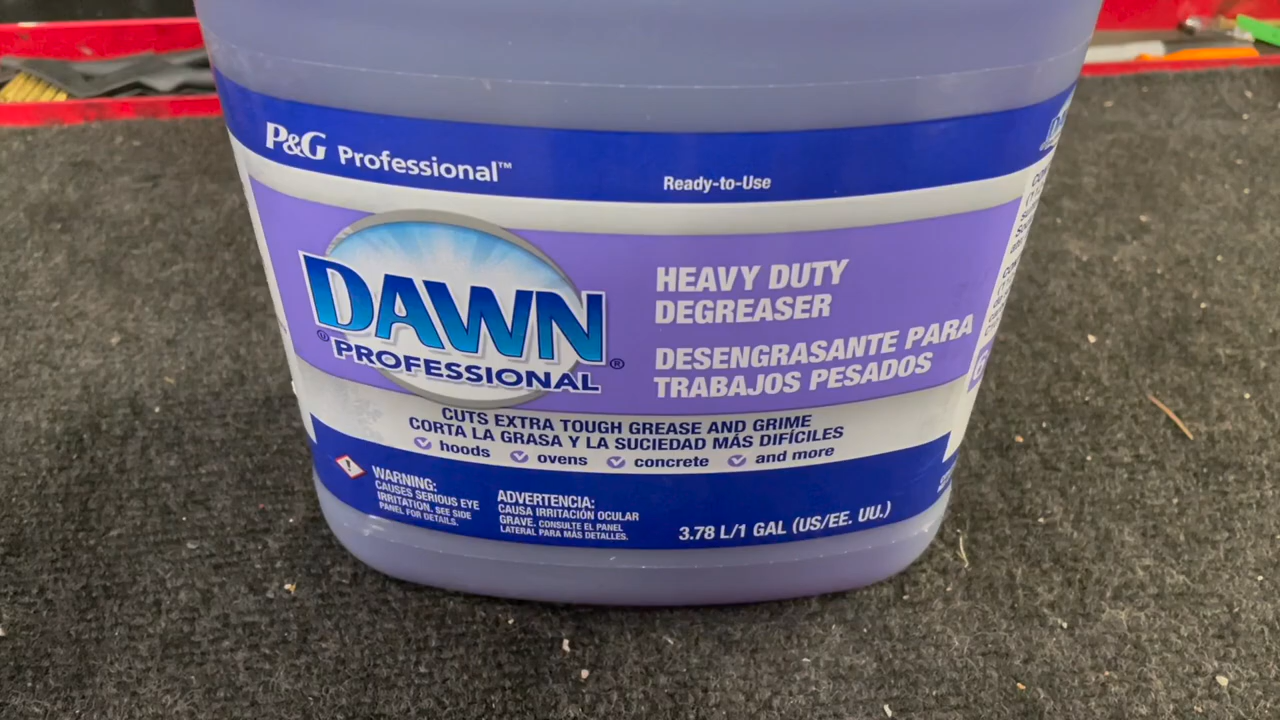 P&G Professional™
Ready-to-Use
DAWN
PROFESSIONAL®
HEAVY DUTY
DEGREASER
DESENGRASANTE PARA
TRABAJOS PESADOS
CUTS EXTRA TOUGH GREASE AND GRIME
CORTA LA GRASA Y LA SUCIEDAD MÁS DIFÍCILES
hoods ovens concrete and more
WARNING:
CAUSES SERIOUS EYE
IRRITATION. SEE SIDE
PANEL FOR DETAILS.
ADVERTENCIA:
CAUSA IRRITACIÓN OCULAR
GRAVE. CONSULTE EL PANEL
LATERAL PARA MÁS DETALLES.
3.78 L/1 GAL (US/EE. UU.)